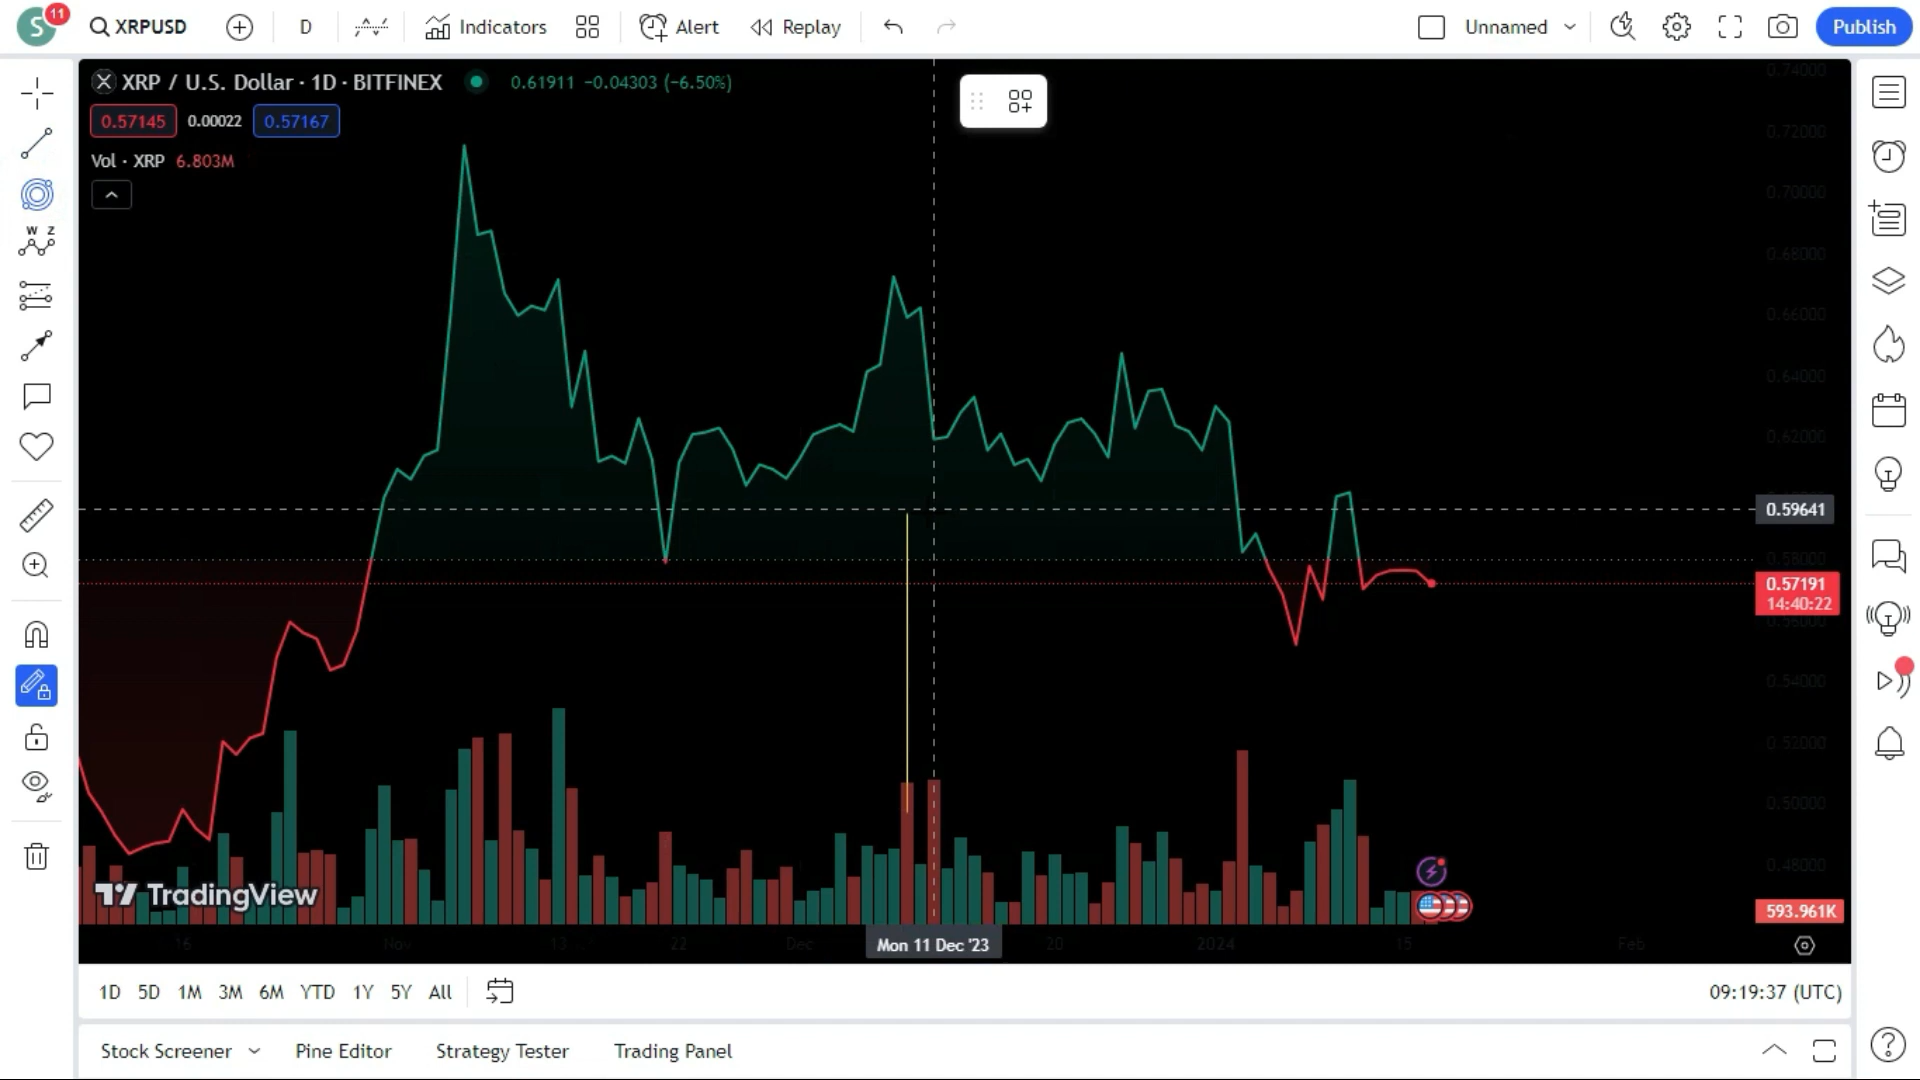 S 11 XRPUSD D Indicators Alert Replay Unnamed Publish
XRP / U.S. Dollar · 1D · BITFINEX 0.61911 −0.04303 (−6.50%)
0.57145 0.00022 0.57167
Vol · XRP 6.803M
W Z
0.74000
0.72000
0.70000
0.68000
0.66000
0.64000
0.62000
0.59641
0.58000
0.57191
14:40:22
0.56000
0.54000
0.52000
0.50000
0.48000
TradingView
593.961K
16 Nov 13 22 Dec Mon 11 Dec '23 20 2024 15 Feb
1D 5D 1M 3M 6M YTD 1Y 5Y All 09:19:37 (UTC)
Stock Screener Pine Editor Strategy Tester Trading Panel